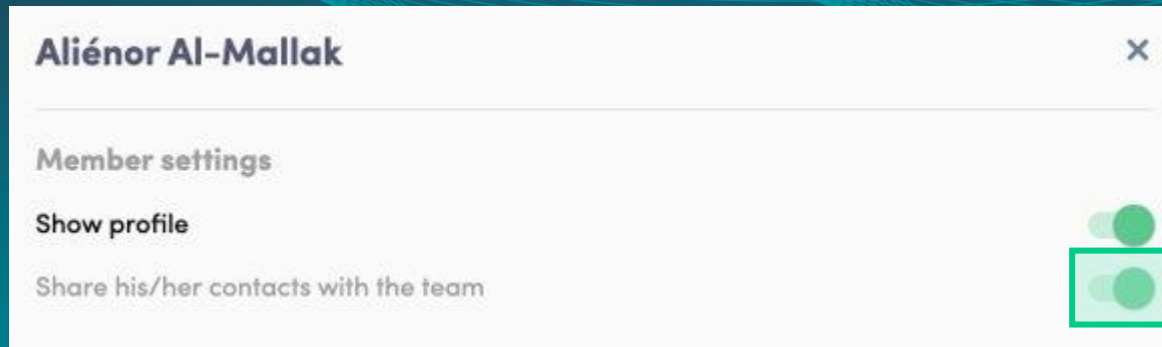 Aliénor Al-Mallak
Member settings
Show profile
Share his/her contacts with the team